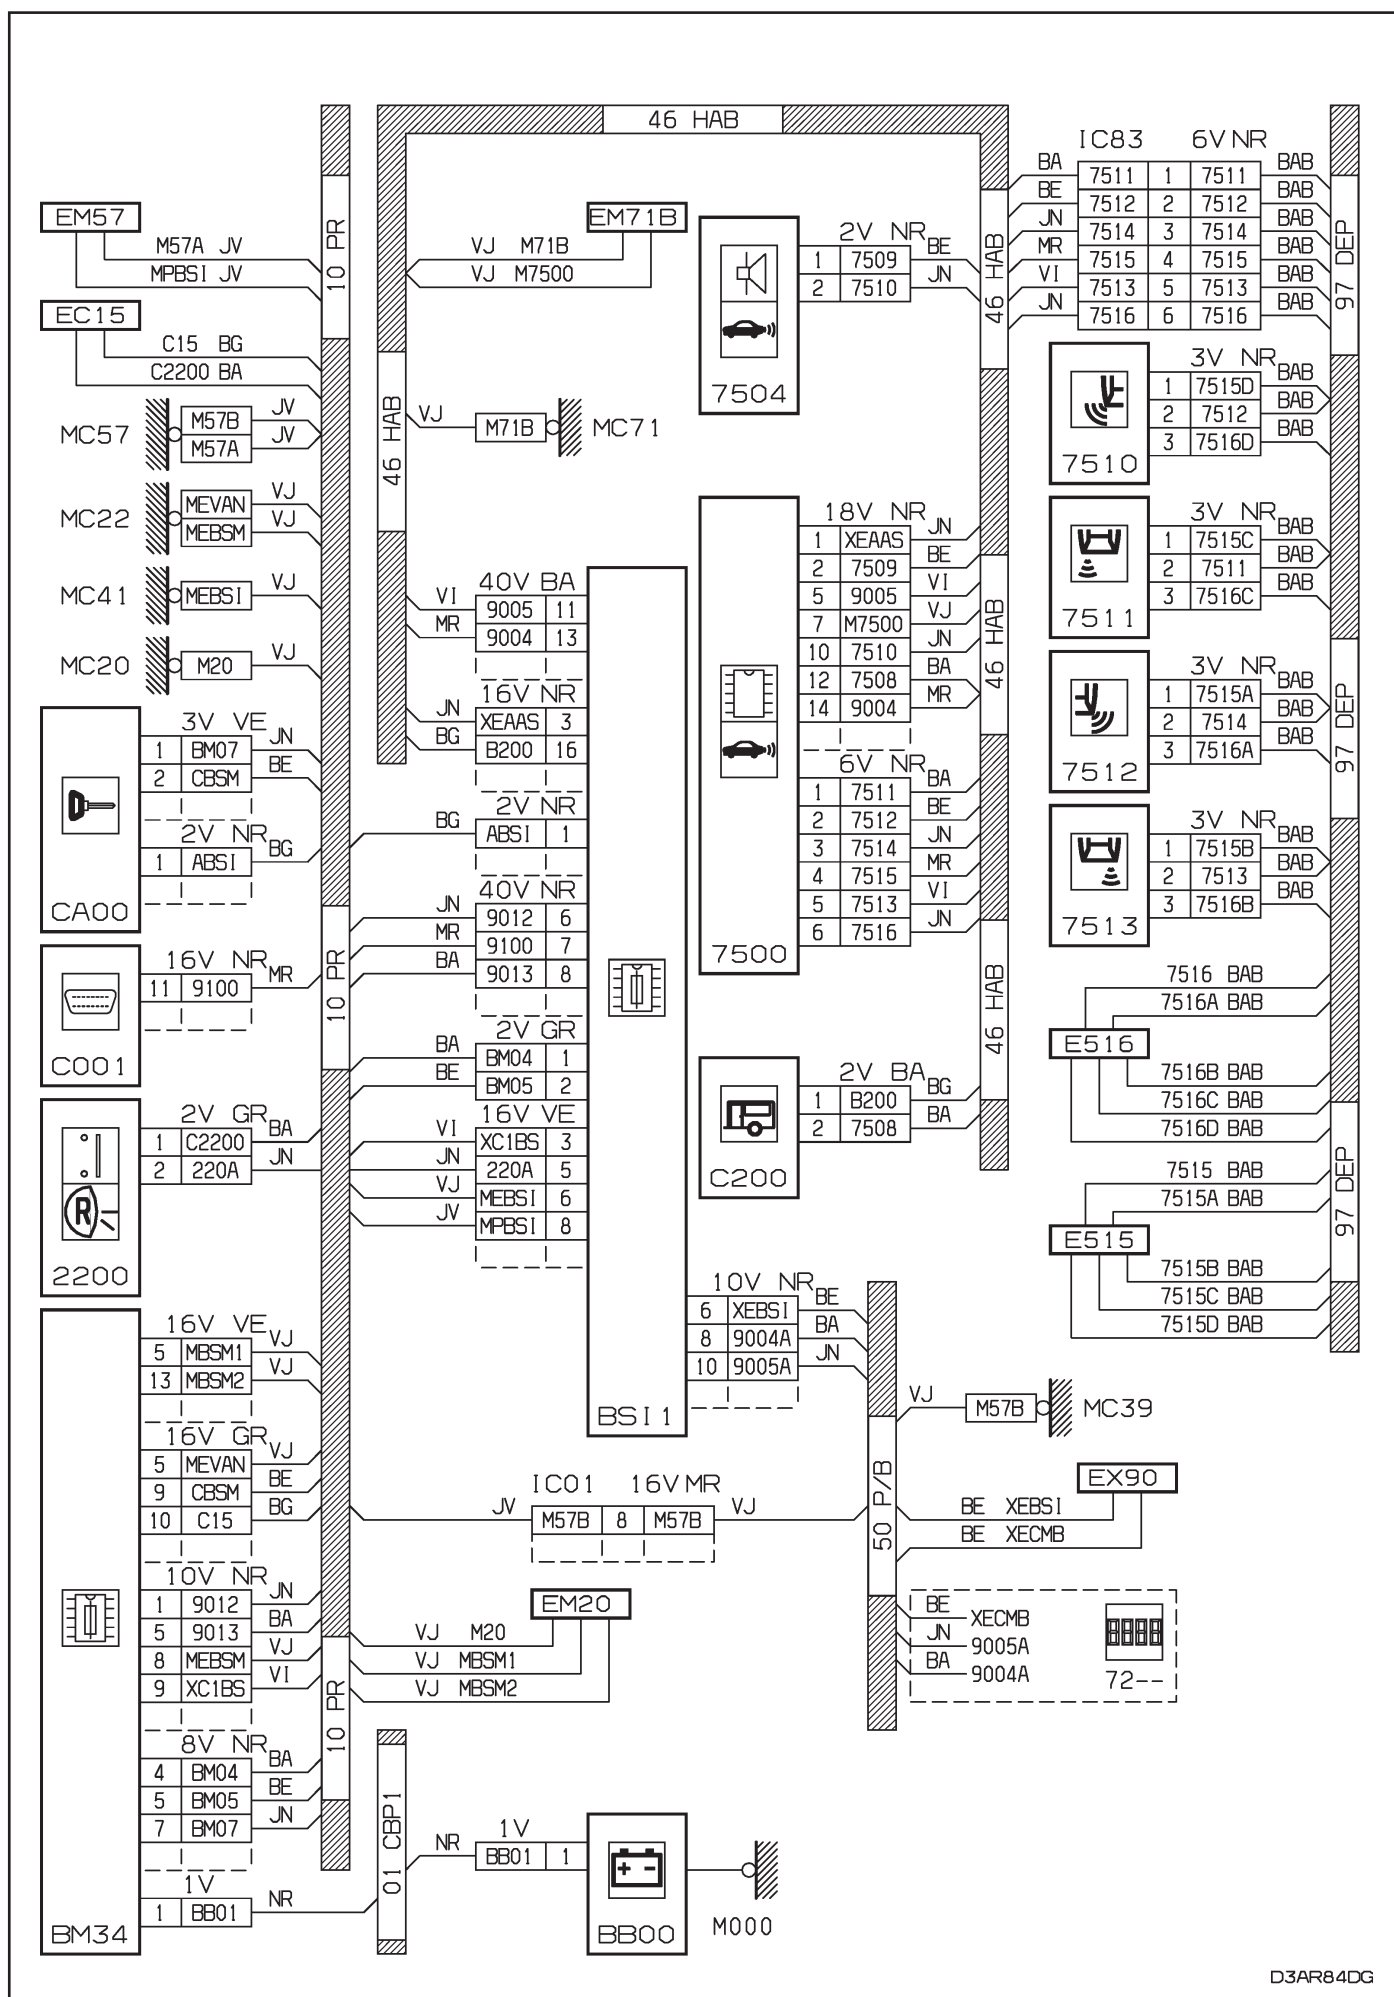 46 HAB
IC83 6V NR
BA 7511 1 7511 BAB
BE 7512 2 7512 BAB
JN 7514 3 7514 BAB
MR 7515 4 7515 BAB
VI 7513 5 7513 BAB
JN 7516 6 7516 BAB
10 PR
46 HAB
97 DEP
EM57
M57A JV
MPBSI JV
EC15
C15 BG
C2200 BA
MC57
M57B JV
M57A JV
MC22
MEVAN VJ
MEBSM VJ
MC41
MEBSI VJ
MC20
M20 VJ
CA00
3V VE
1 BM07 JN
2 CBSM BE
2V NR
1 ABSI BG
C001
16V NR
11 9100 MR
2200
2V GR
1 C2200 BA
2 220A JN
BM34
16V VE
5 MBSM1 VJ
13 MBSM2 VJ
16V GR
5 MEVAN VJ
9 CBSM BE
10 C15 BG
10V NR
1 9012 JN
5 9013 BA
8 MEBSM VJ
9 XC1BS VI
8V NR
4 BM04 BA
5 BM05 BE
7 BM07 JN
1V
1 BB01 NR
10 PR
10 PR
EM71B
VJ M71B
VJ M7500
46 HAB
VJ M71B MC71
40V BA
VI 9005 11
MR 9004 13
16V NR
JN XEAAS 3
BG B200 16
2V NR
BG ABSI 1
40V NR
JN 9012 6
MR 9100 7
BA 9013 8
2V GR
BA BM04 1
BE BM05 2
16V VE
VI XC1BS 3
JN 220A 5
VJ MEBSI 6
JV MPBSI 8
BSI1
10V NR
6 XEBSI BE
8 9004A BA
10 9005A JN
7504
2V NR
1 7509 BE
2 7510 JN
7500
18V NR
1 XEAAS JN
2 7509 BE
5 9005 VI
7 M7500 VJ
10 7510 JN
12 7508 BA
14 9004 MR
6V NR
1 7511 BA
2 7512 BE
3 7514 JN
4 7515 MR
5 7513 VI
6 7516 JN
46 HAB
46 HAB
C200
2V BA
1 B200 BG
2 7508 BA
7510
3V NR
1 7515D BAB
2 7512 BAB
3 7516D BAB
7511
3V NR
1 7515C BAB
2 7511 BAB
3 7516C BAB
7512
3V NR
1 7515A BAB
2 7514 BAB
3 7516A BAB
7513
3V NR
1 7515B BAB
2 7513 BAB
3 7516B BAB
97 DEP
7516 BAB
7516A BAB
E516
7516B BAB
7516C BAB
7516D BAB
7515 BAB
7515A BAB
E515
7515B BAB
7515C BAB
7515D BAB
97 DEP
VJ M57B MC39
EX90
BE XEBSI
BE XECMB
50 P/B
BE XECMB
JN 9005A
BA 9004A
72--
IC01 16V MR
JV M57B 8 M57B VJ
EM20
VJ M20
VJ MBSM1
VJ MBSM2
01 CBP1
1V
NR BB01 1
BB00
M000
R
+ -
D3AR84DG